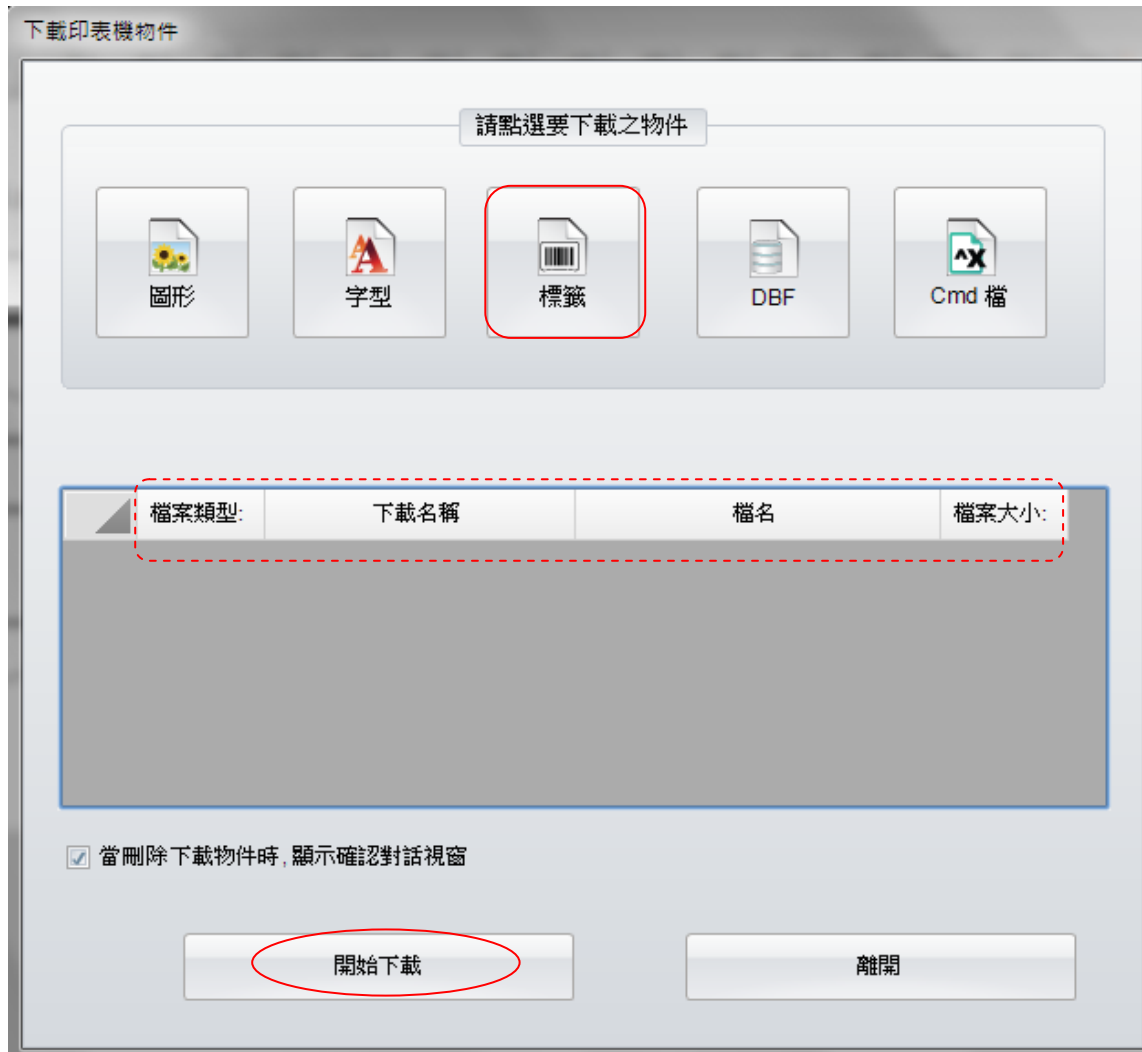 下載印表機物件
請點選要下載之物件
圖形
字型
標籤
DBF
^X
Cmd 檔
檔案類型: 下載名稱 檔名 檔案大小:
當刪除下載物件時,顯示確認對話視窗
開始下載 離開